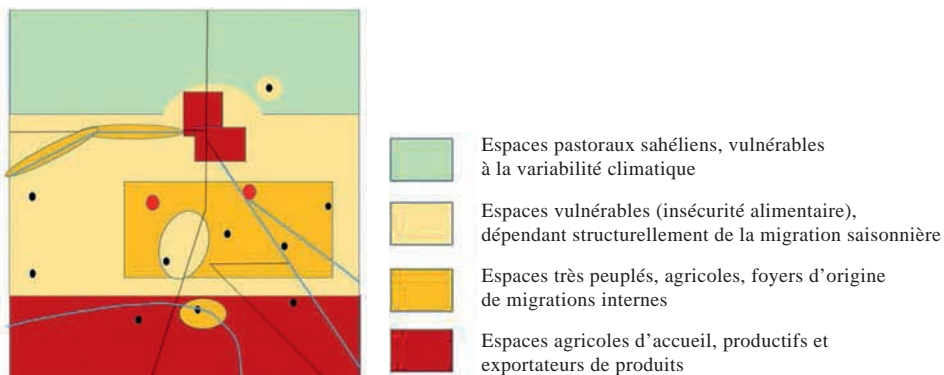 Espaces pastoraux sahéliens, vulnérables
à la variabilité climatique
Espaces vulnérables (insécurité alimentaire),
dépendant structurellement de la migration saisonnière
Espaces très peuplés, agricoles, foyers d'origine
de migrations internes
Espaces agricoles d'accueil, productifs et
exportateurs de produits